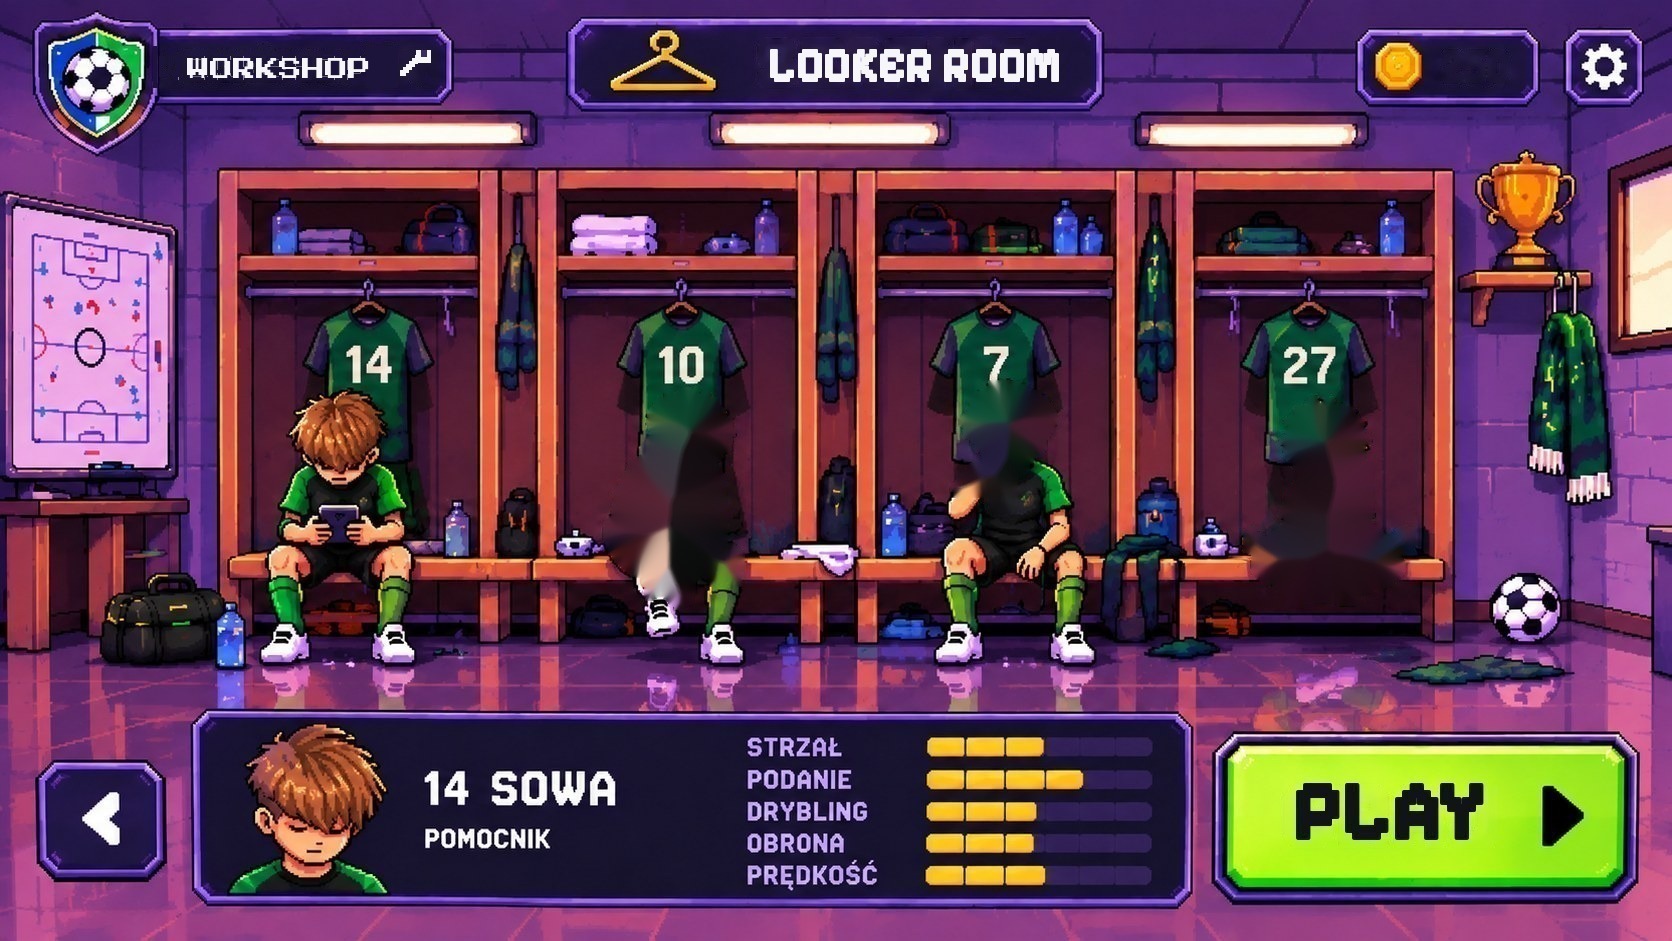 WORKSHOP
LOOKER ROOM
14
10
7
27
14 SOWA
POMOCNIK
STRZAŁ
PODANIE
DRYBLING
OBRONA
PRĘDKOŚĆ
PLAY